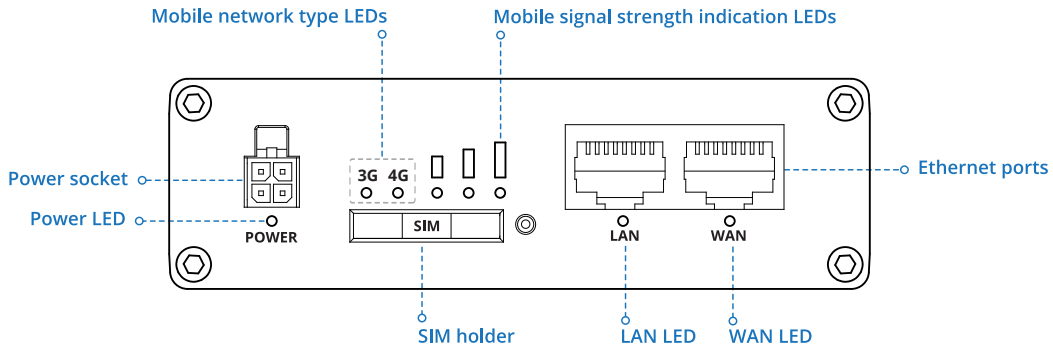 Mobile network type LEDs
Mobile signal strength indication LEDs
3G 4G
Power socket
Ethernet ports
Power LED
SIM
POWER
LAN
WAN
SIM holder
LAN LED
WAN LED